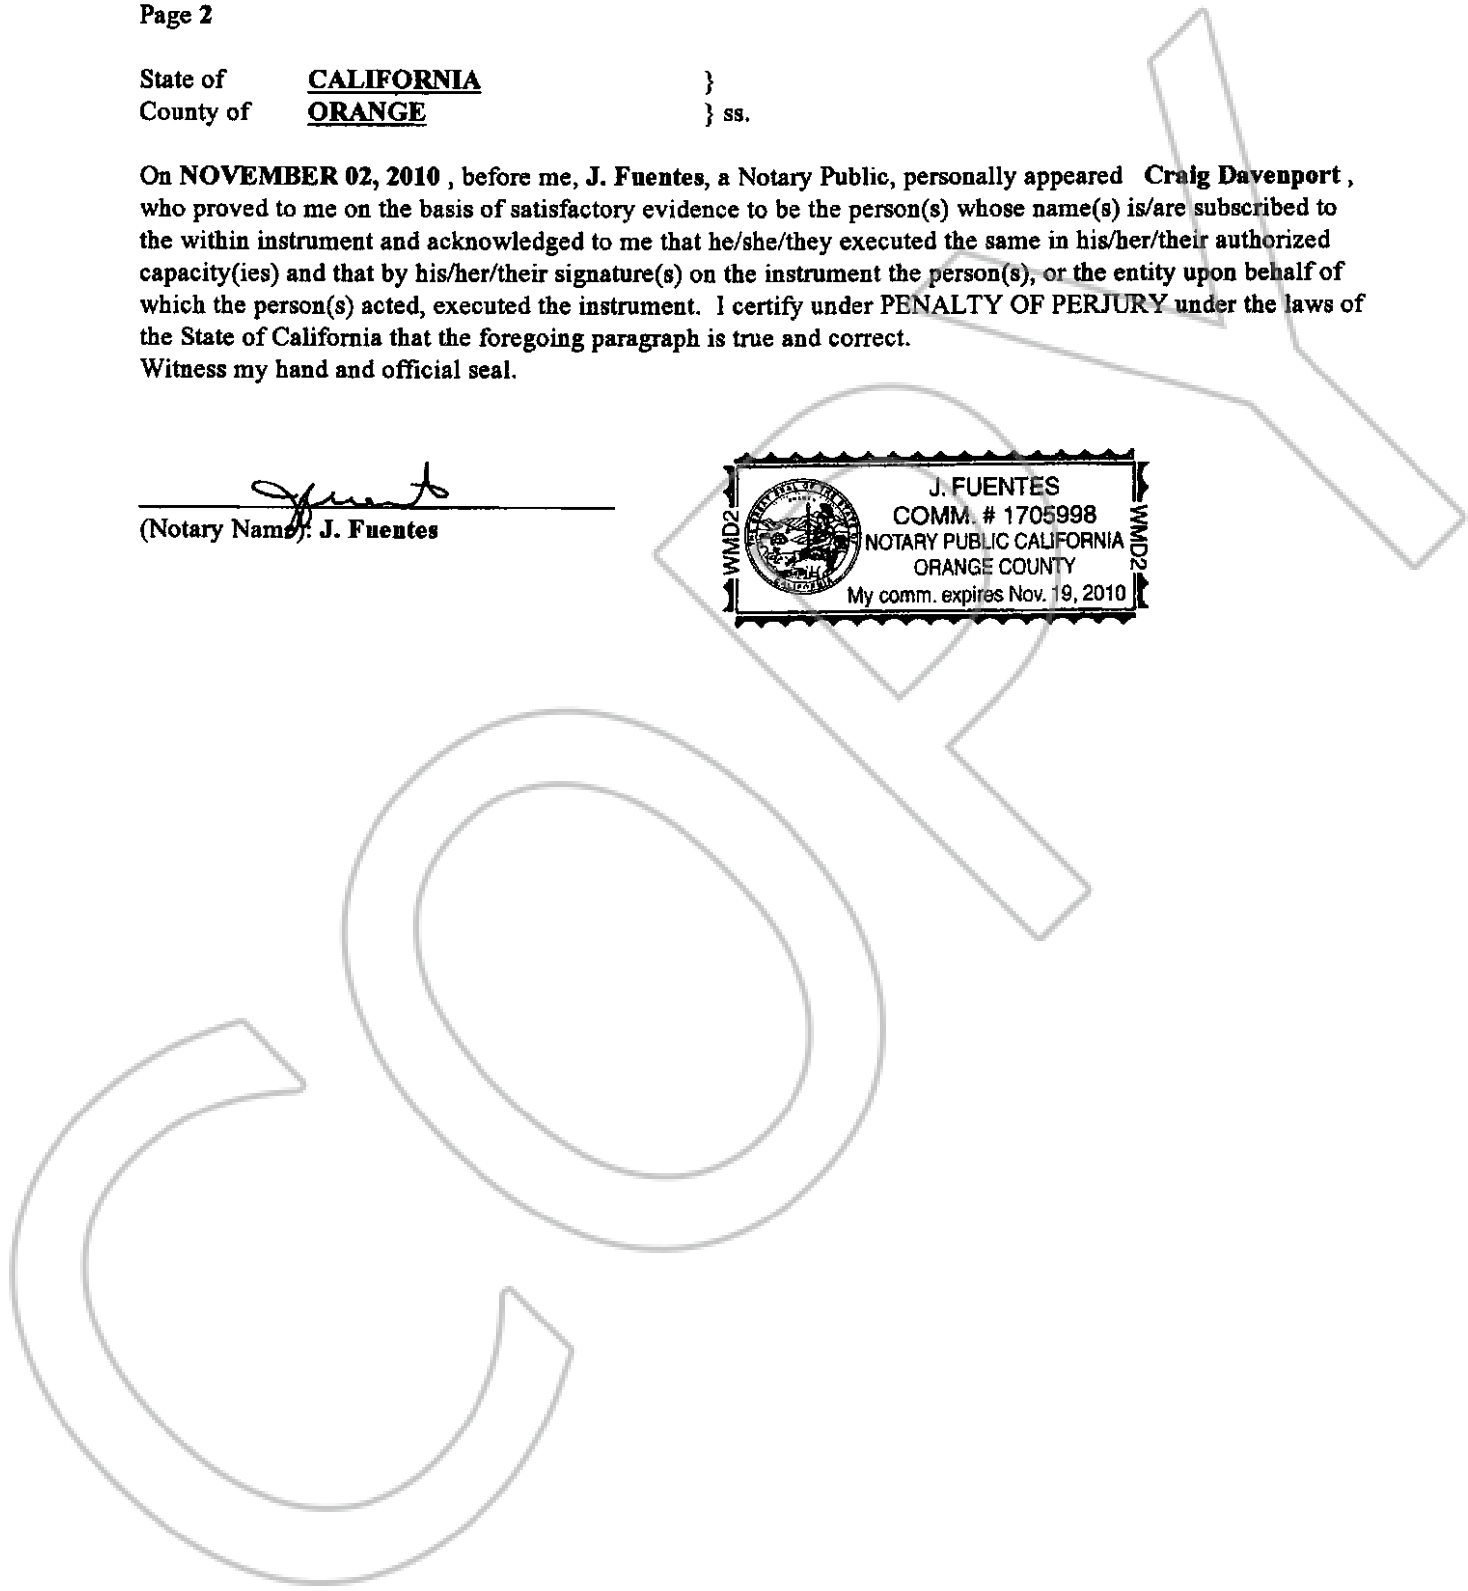 Page 2
State of CALIFORNIA }
County of ORANGE } ss.
On NOVEMBER 02, 2010 , before me, J. Fuentes, a Notary Public, personally appeared Craig Davenport ,
who proved to me on the basis of satisfactory evidence to be the person(s) whose name(s) is/are subscribed to
the within instrument and acknowledged to me that he/she/they executed the same in his/her/their authorized
capacity(ies) and that by his/her/their signature(s) on the instrument the person(s), or the entity upon behalf of
which the person(s) acted, executed the instrument. I certify under PENALTY OF PERJURY under the laws of
the State of California that the foregoing paragraph is true and correct.
Witness my hand and official seal.
(Notary Name): J. Fuentes
WMD2
J. FUENTES
COMM. # 1705998
NOTARY PUBLIC CALIFORNIA
ORANGE COUNTY
My comm. expires Nov. 19, 2010
WMD2
COPY